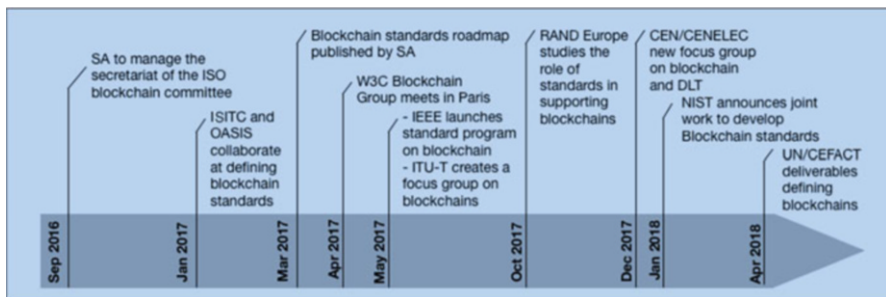 SA to manage the
secretariat of the ISO
blockchain committee
ISITC and
OASIS
collaborate
at defining
blockchain
standards
Blockchain standards roadmap
published by SA
W3C Blockchain
Group meets in Paris
- IEEE launches
standard program
on blockchain
- ITU-T creates a
focus group on
blockchains
RAND Europe
studies the
role of
standards in
supporting
blockchains
CEN/CENELEC
new focus group
on blockchain
and DLT
NIST announces joint
work to develop
Blockchain standards
UN/CEFACT
deliverables
defining
blockchains
Sep 2016
Jan 2017
Mar 2017
Apr 2017
May 2017
Oct 2017
Dec 2017
Jan 2018
Apr 2018